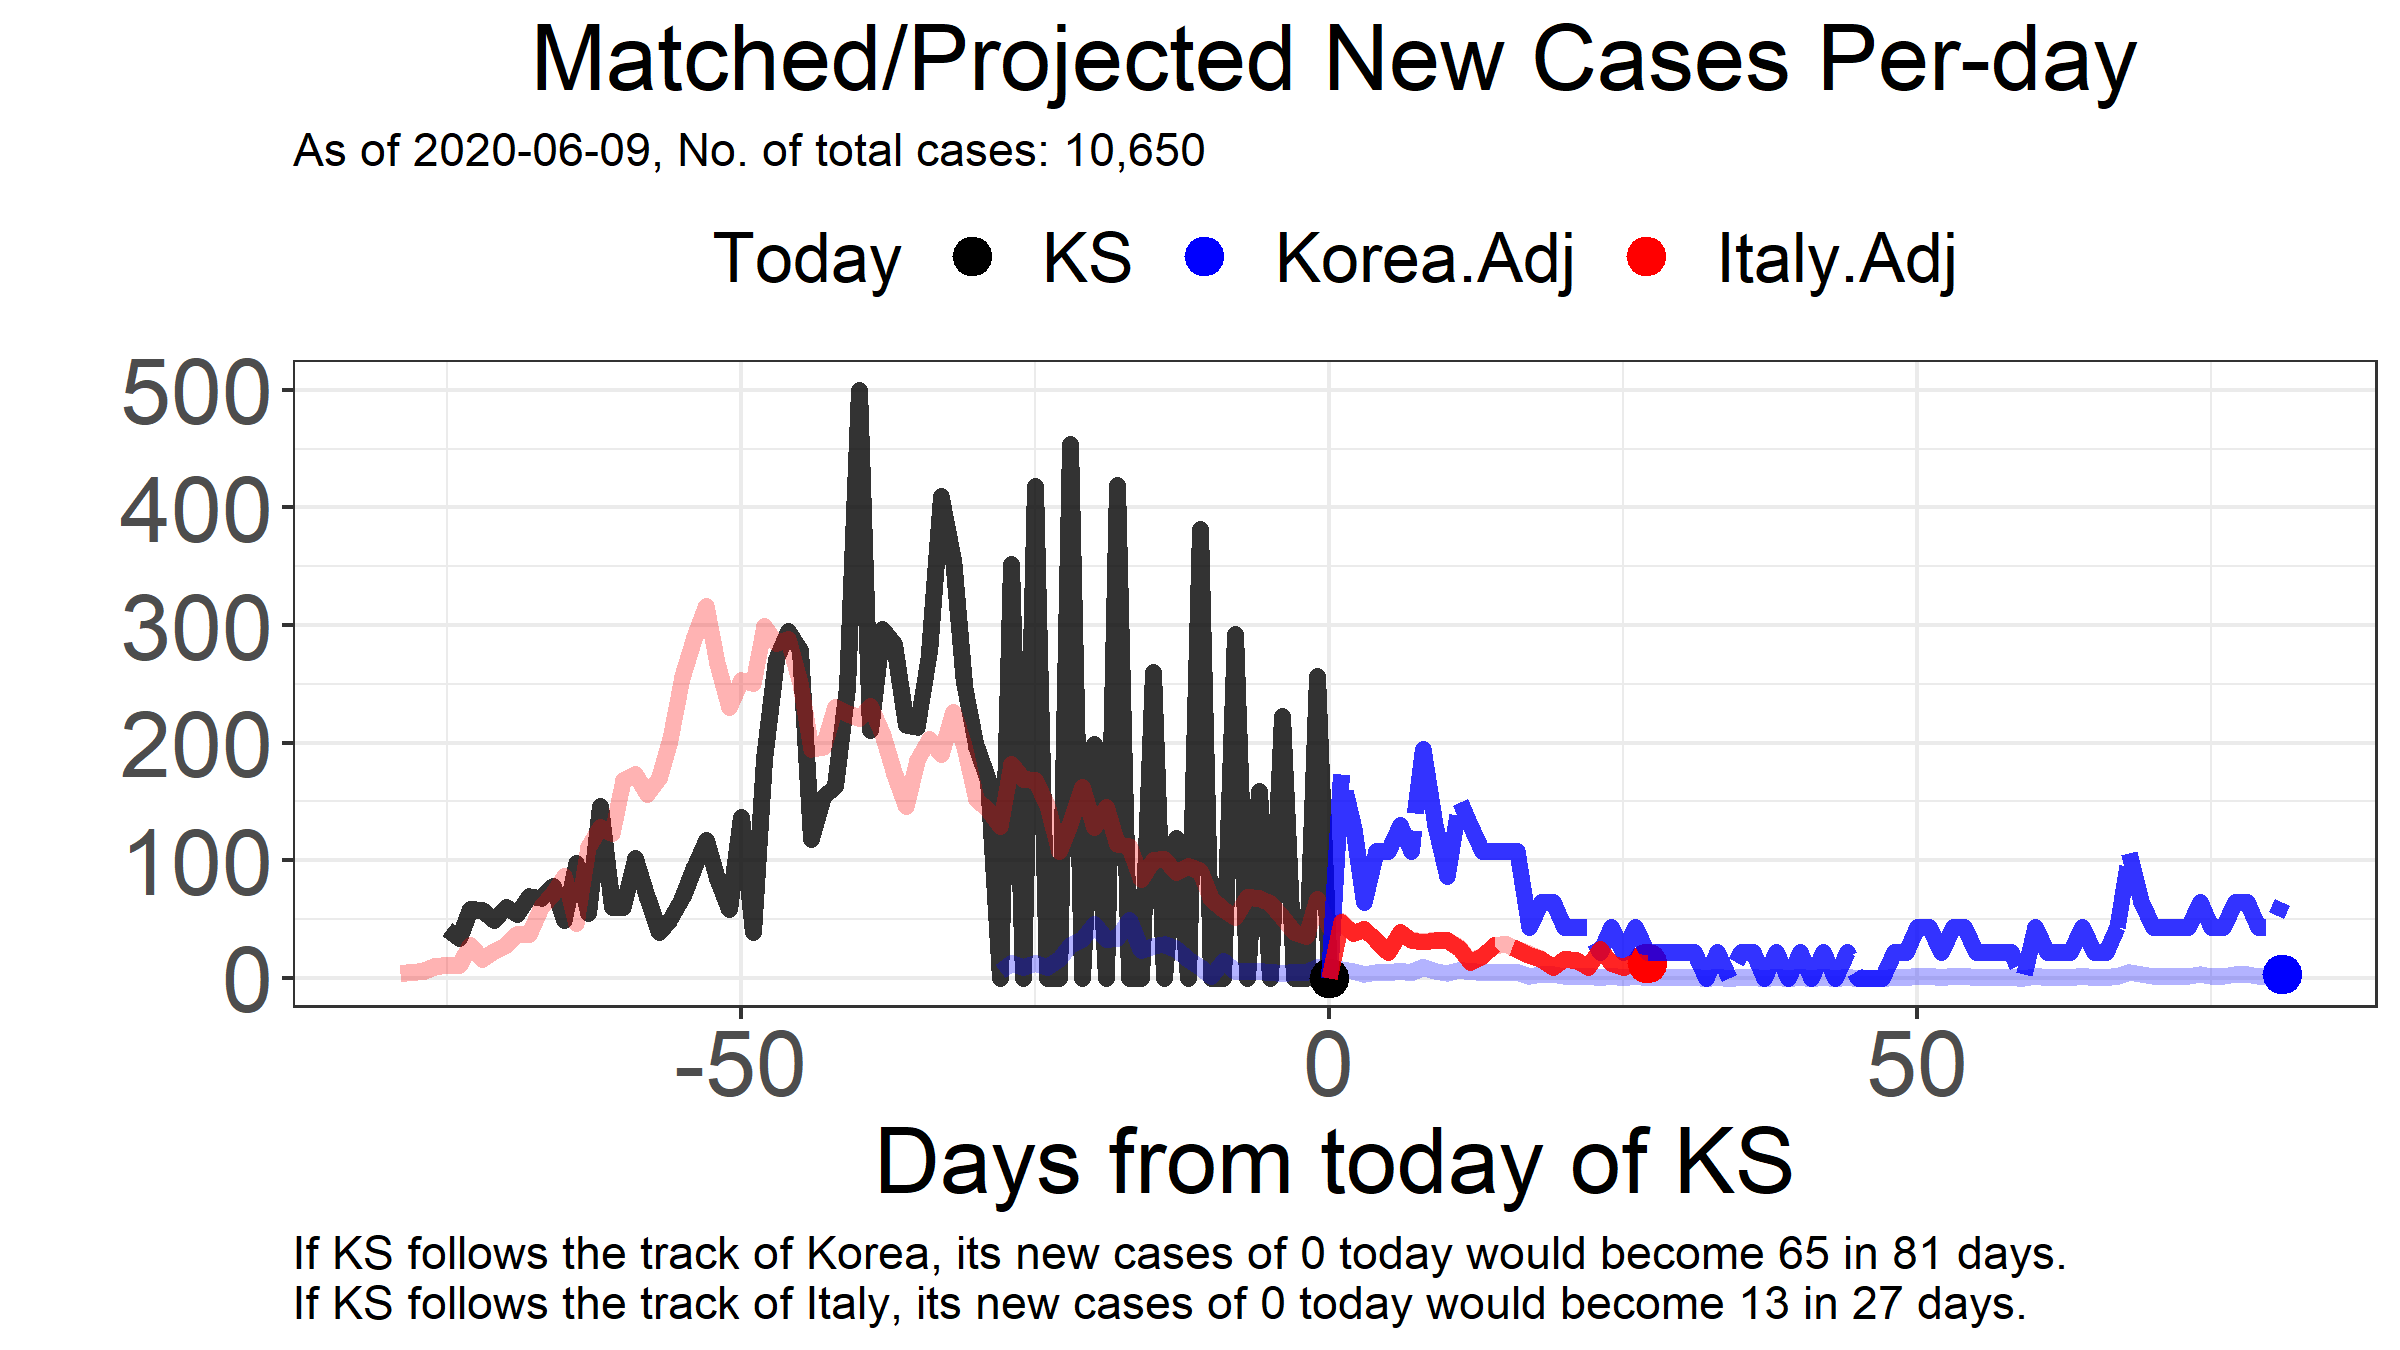 Matched/Projected New Cases Per-day
As of 2020-06-09, No. of total cases: 10,650
Today KS Korea.Adj Italy.Adj
500
400
300
200
100
0
-50 0 50
Days from today of KS
If KS follows the track of Korea, its new cases of 0 today would become 65 in 81 days.
If KS follows the track of Italy, its new cases of 0 today would become 13 in 27 days.